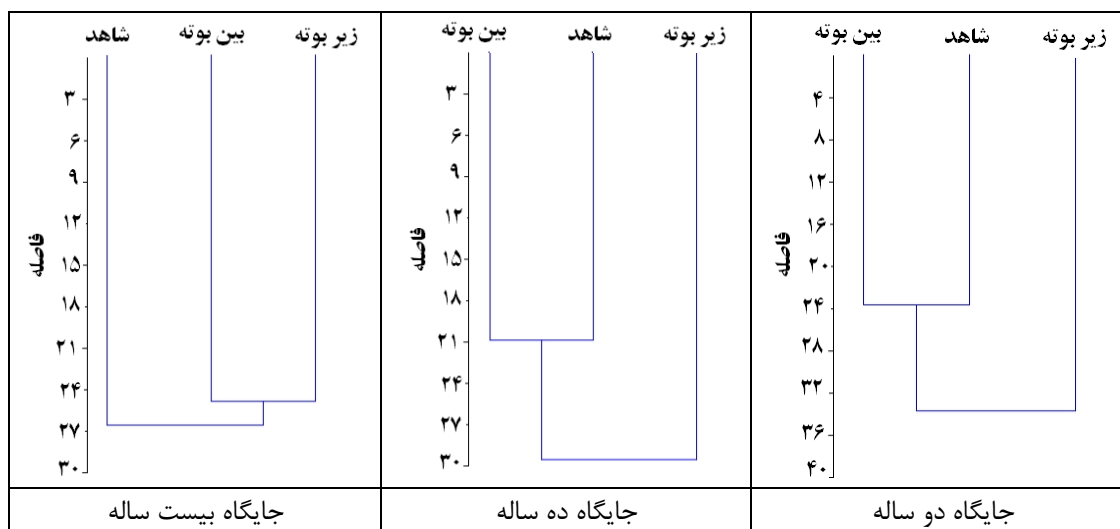 زیر بوته
شاهد
بین بوته
فاصله
۴
۸
۱۲
۱۶
۲۰
۲۴
۲۸
۳۲
۳۶
۴۰
جایگاه دو ساله
زیر بوته
شاهد
بین بوته
فاصله
۳
۶
۹
۱۲
۱۵
۱۸
۲۱
۲۴
۲۷
۳۰
جایگاه ده ساله
زیر بوته
بین بوته
شاهد
فاصله
۳
۶
۹
۱۲
۱۵
۱۸
۲۱
۲۴
۲۷
۳۰
جایگاه بیست ساله